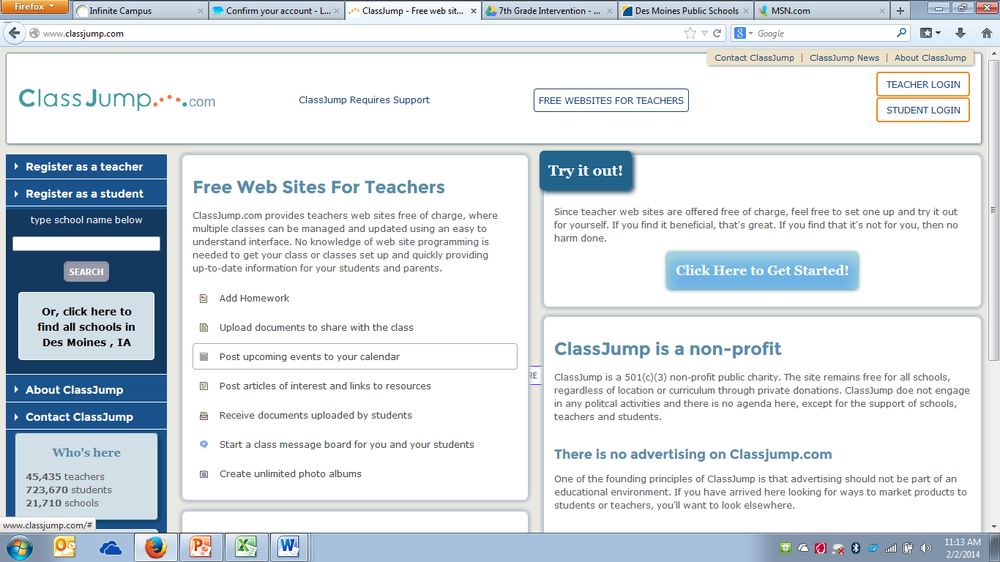 Firefox
Infinite Campus
Confirm your account - L...
ClassJump - Free web sit...
7th Grade Intervention - ...
Des Moines Public Schools
MSN.com
www.classjump.com
Google
Contact ClassJump | ClassJump News | About ClassJump
ClassJump.com
ClassJump Requires Support
FREE WEBSITES FOR TEACHERS
TEACHER LOGIN
STUDENT LOGIN
Register as a teacher
Register as a student
type school name below
SEARCH
Or, click here to
find all schools in
Des Moines , IA
About ClassJump
Contact ClassJump
Who's here
45,435 teachers
723,670 students
21,710 schools
www.classjump.com/#
Free Web Sites For Teachers
ClassJump.com provides teachers web sites free of charge, where
multiple classes can be managed and updated using an easy to
understand interface. No knowledge of web site programming is
needed to get your class or classes set up and quickly providing
up-to-date information for your students and parents.
Add Homework
Upload documents to share with the class
Post upcoming events to your calendar
Post articles of interest and links to resources
Receive documents uploaded by students
Start a class message board for you and your students
Create unlimited photo albums
RE
Try it out!
Since teacher web sites are offered free of charge, feel free to set one up and try it out
for yourself. If you find it beneficial, that's great. If you find that it's not for you, then no
harm done.
Click Here to Get Started!
ClassJump is a non-profit
ClassJump is a 501(c)(3) non-profit public charity. The site remains free for all schools,
regardless of location or curriculum through private donations. ClassJump doe not engage
in any politcal activities and there is no agenda here, except for the support of schools,
teachers and students.
There is no advertising on Classjump.com
One of the founding principles of ClassJump is that advertising should not be part of an
educational environment. If you have arrived here looking for ways to market products to
students or teachers, you'll want to look elsewhere.
11:13 AM
2/2/2014